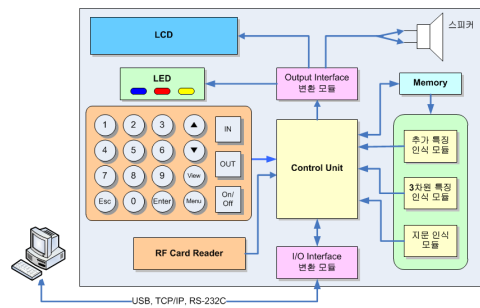 LCD
스피커
LED
Output Interface
변환 모듈
Memory
1 2 3 ▲ IN
4 5 6 ▼ OUT
7 8 9 View On/
Off
Esc 0 Enter Menu
Control Unit
추가 특징
인식 모듈
3차원 특징
인식 모듈
지문 인식
모듈
RF Card Reader
I/O Interface
변환 모듈
USB, TCP/IP, RS-232C